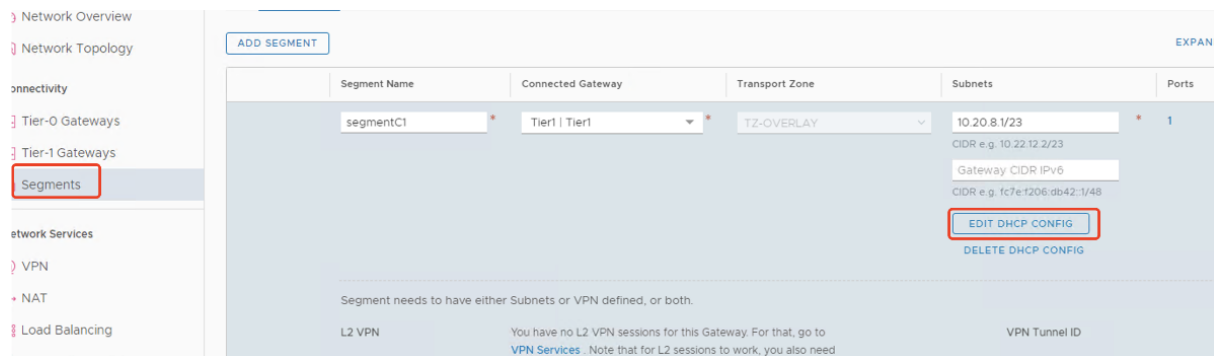 Network Overview
Network Topology
ADD SEGMENT
EXPAN
onnectivity
Segment Name
Connected Gateway
Transport Zone
Subnets
Ports
Tier-0 Gateways
segmentC1 *
Tier1 | Tier1 *
TZ-OVERLAY
10.20.8.1/23 *
1
CIDR e.g. 10.22.12.2/23
Tier-1 Gateways
Gateway CIDR IPv6
Segments
CIDR e.g. fc7e:f206:db42::1/48
EDIT DHCP CONFIG
etwork Services
DELETE DHCP CONFIG
VPN
NAT
Segment needs to have either Subnets or VPN defined, or both.
Load Balancing
L2 VPN
You have no L2 VPN sessions for this Gateway. For that, go to
VPN Services . Note that for L2 sessions to work, you also need
VPN Tunnel ID